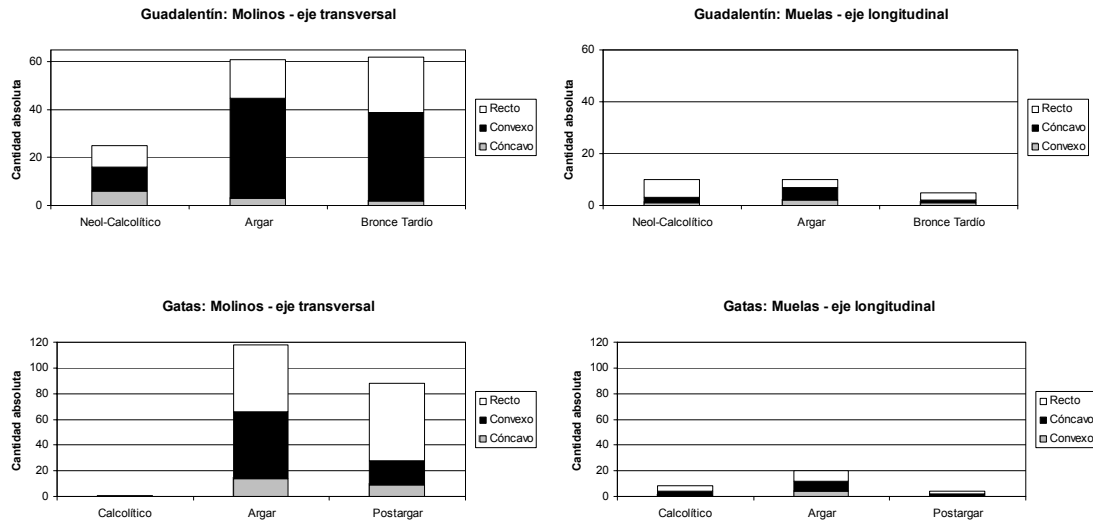 Guadalentín: Molinos - eje transversal
Cantidad absoluta
60
40
20
0
Neol-Calcolítico Argar Bronce Tardío
Recto
Convexo
Cóncavo
Guadalentín: Muelas - eje longitudinal
Cantidad absoluta
60
40
20
0
Neol-Calcolítico Argar Bronce Tardío
Recto
Cóncavo
Convexo
Gatas: Molinos - eje transversal
Cantidad absoluta
120
100
80
60
40
20
0
Calcolítico Argar Postargar
Recto
Convexo
Cóncavo
Gatas: Muelas - eje longitudinal
Cantidad absoluta
120
100
80
60
40
20
0
Calcolítico Argar Postargar
Recto
Cóncavo
Convexo